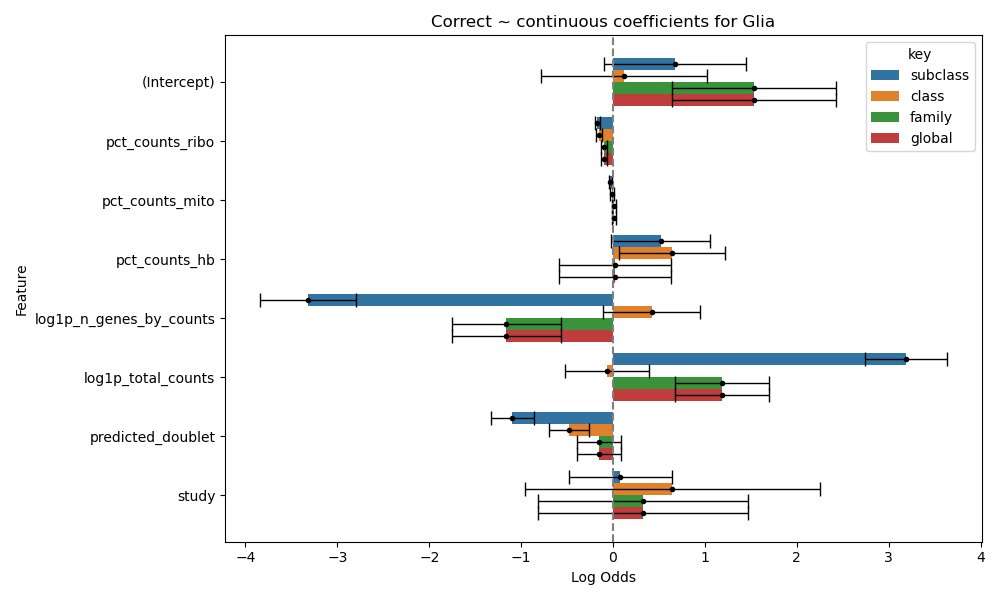 Correct ~ continuous coefficients for Glia
key
subclass
class
family
global
(Intercept)
pct_counts_ribo
pct_counts_mito
pct_counts_hb
log1p_n_genes_by_counts
log1p_total_counts
predicted_doublet
study
Feature
−4 −3 −2 −1 0 1 2 3 4
Log Odds